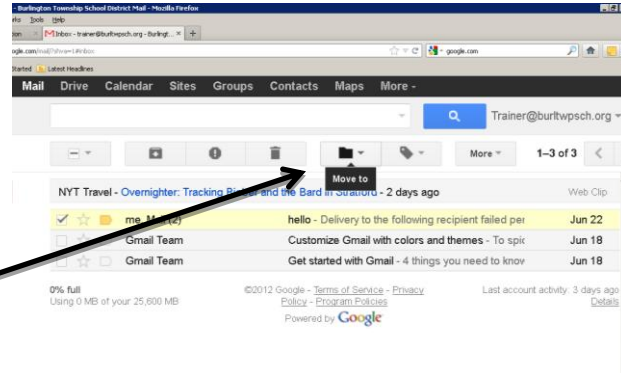 - Burlington Township School District Mail - Mozilla Firefox
Tools Help
Inbox - trainer@burltwpsch.org - Burlingt... × +
google.com
Latest Headlines
Mail Drive Calendar Sites Groups Contacts Maps More -
Trainer@burltwpsch.org
More 1–3 of 3
Move to
NYT Travel - Overnighter: Tracking and the Bard in Stratford - 2 days ago Web Clip
me, (2) hello - Delivery to the following recipient failed per Jun 22
Gmail Team Customize Gmail with colors and themes - To spic Jun 18
Gmail Team Get started with Gmail - 4 things you need to know Jun 18
0% full ©2012 Google - Terms of Service - Privacy Last account activity: 3 days ago
Using 0 MB of your 25,600 MB Policy - Program Policies Details
Powered by Google